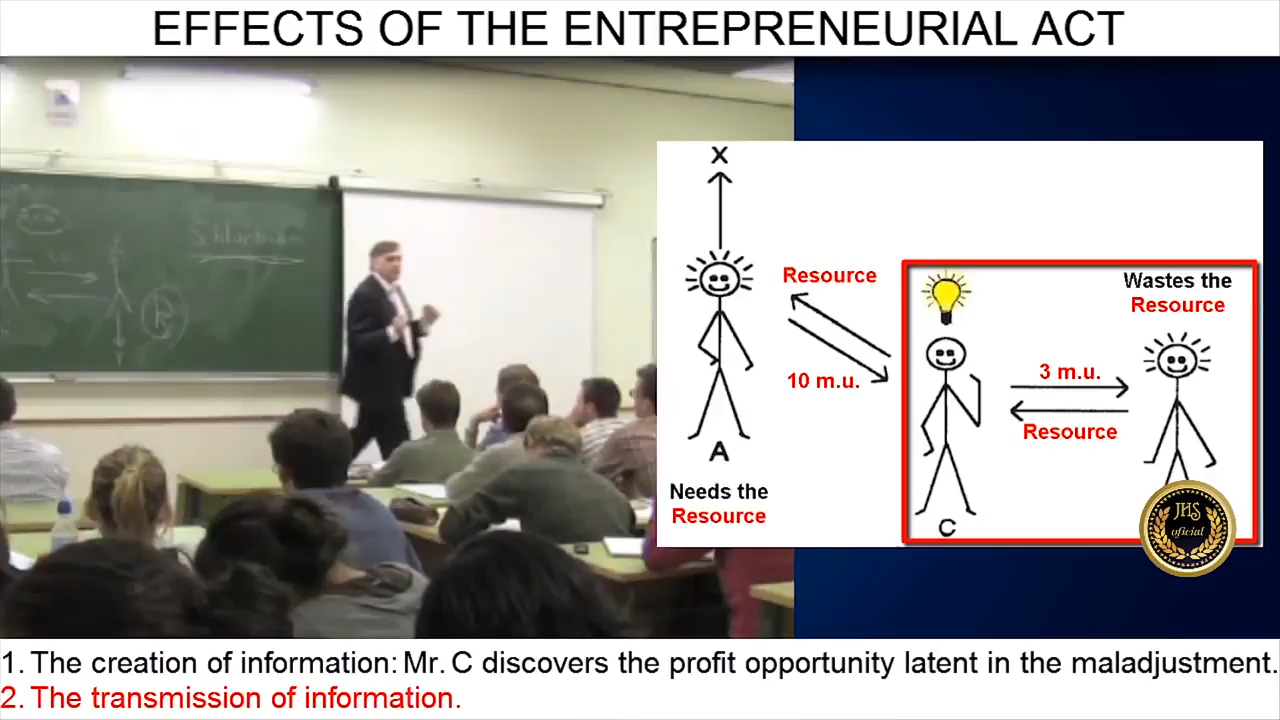 EFFECTS OF THE ENTREPRENEURIAL ACT
X
Resource
10 m.u.
A
Needs the
Resource
Wastes the
Resource
3 m.u.
Resource
C
JHS
oficial
1. The creation of information: Mr. C discovers the profit opportunity latent in the maladjustment.
2. The transmission of information.